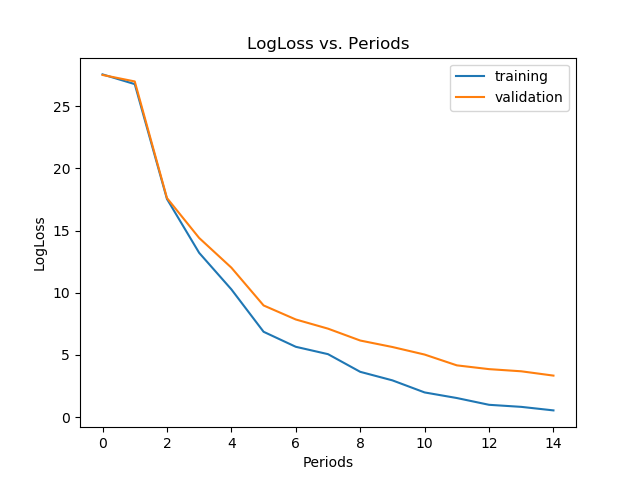 LogLoss vs. Periods
training
validation
LogLoss
25
20
15
10
5
0
0 2 4 6 8 10 12 14
Periods